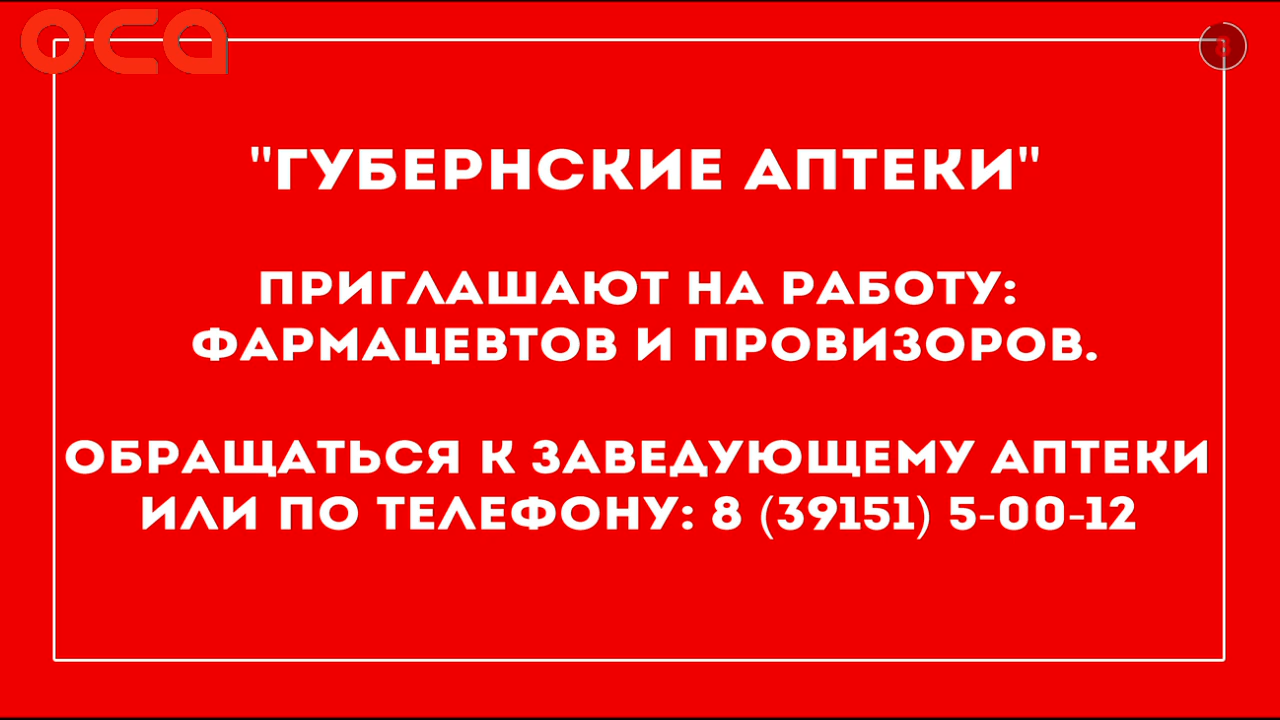 оса
8
"ГУБЕРНСКИЕ АПТЕКИ"
ПРИГЛАШАЮТ НА РАБОТУ:
ФАРМАЦЕВТОВ И ПРОВИЗОРОВ.
ОБРАЩАТЬСЯ К ЗАВЕДУЮЩЕМУ АПТЕКИ
ИЛИ ПО ТЕЛЕФОНУ: 8 (39151) 5-00-12